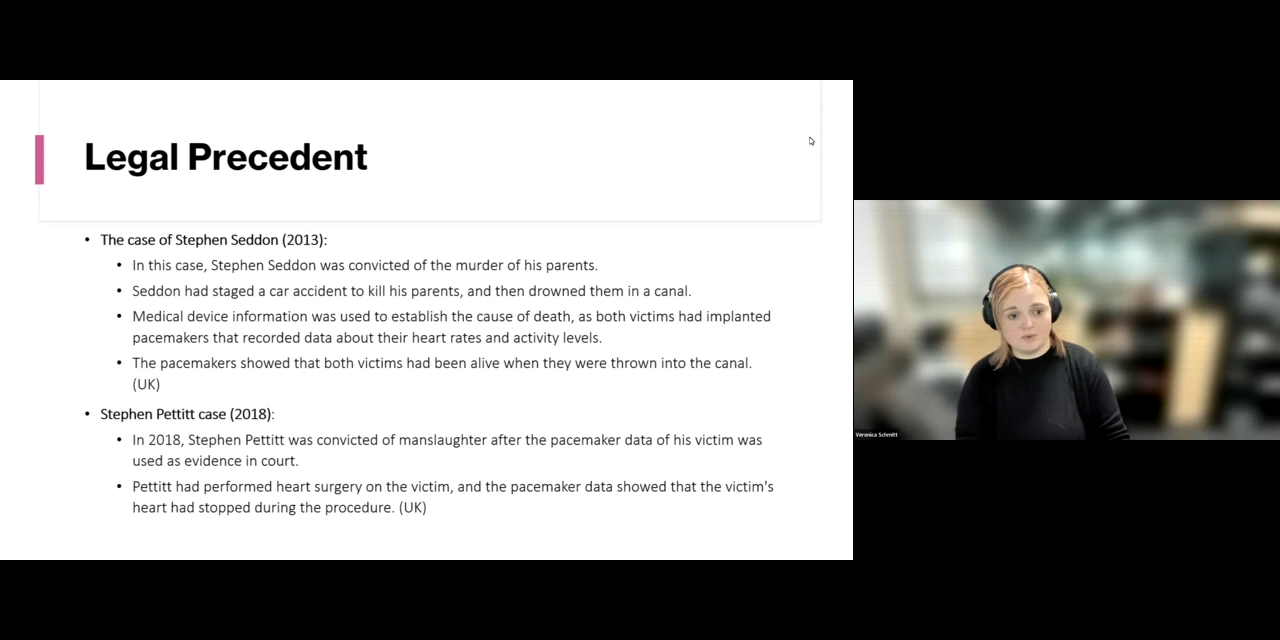 Legal Precedent
• The case of Stephen Seddon (2013):
• In this case, Stephen Seddon was convicted of the murder of his parents.
• Seddon had staged a car accident to kill his parents, and then drowned them in a canal.
• Medical device information was used to establish the cause of death, as both victims had implanted
pacemakers that recorded data about their heart rates and activity levels.
• The pacemakers showed that both victims had been alive when they were thrown into the canal.
(UK)
• Stephen Pettitt case (2018):
• In 2018, Stephen Pettitt was convicted of manslaughter after the pacemaker data of his victim was
used as evidence in court.
• Pettitt had performed heart surgery on the victim, and the pacemaker data showed that the victim's
heart had stopped during the procedure. (UK)
Veronica Schmitt